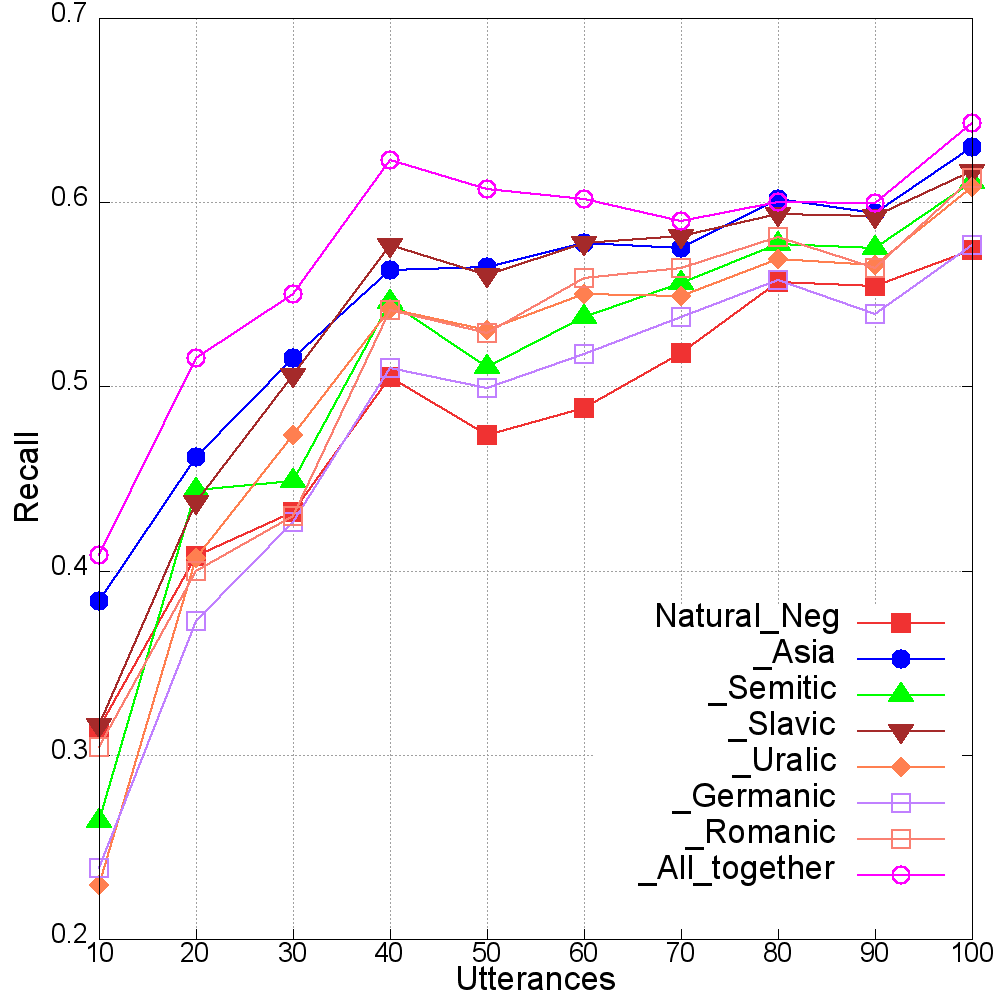 0.7
0.6
0.5
0.4
0.3
0.2
Recall
Natural_Neg
_Asia
_Semitic
_Slavic
_Uralic
_Germanic
_Romanic
_All_together
10 20 30 40 50 60 70 80 90 100
Utterances